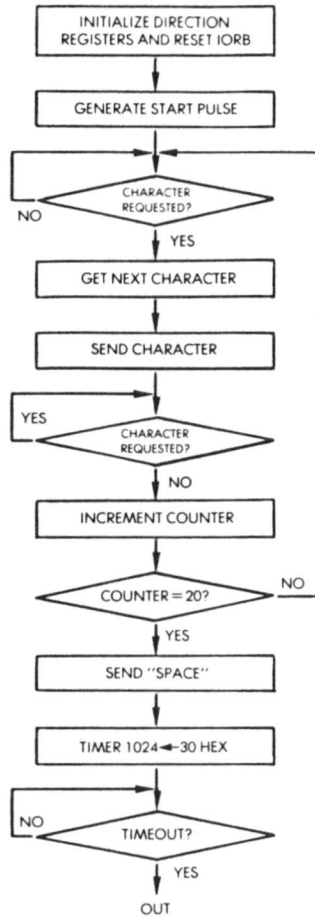 INITIALIZE DIRECTION
REGISTERS AND RESET IORB
GENERATE START PULSE
CHARACTER
REQUESTED?
NO
YES
GET NEXT CHARACTER
SEND CHARACTER
YES
CHARACTER
REQUESTED?
NO
INCREMENT COUNTER
COUNTER = 20?
NO
YES
SEND "SPACE"
TIMER 1024←30 HEX
NO
TIMEOUT?
YES
OUT